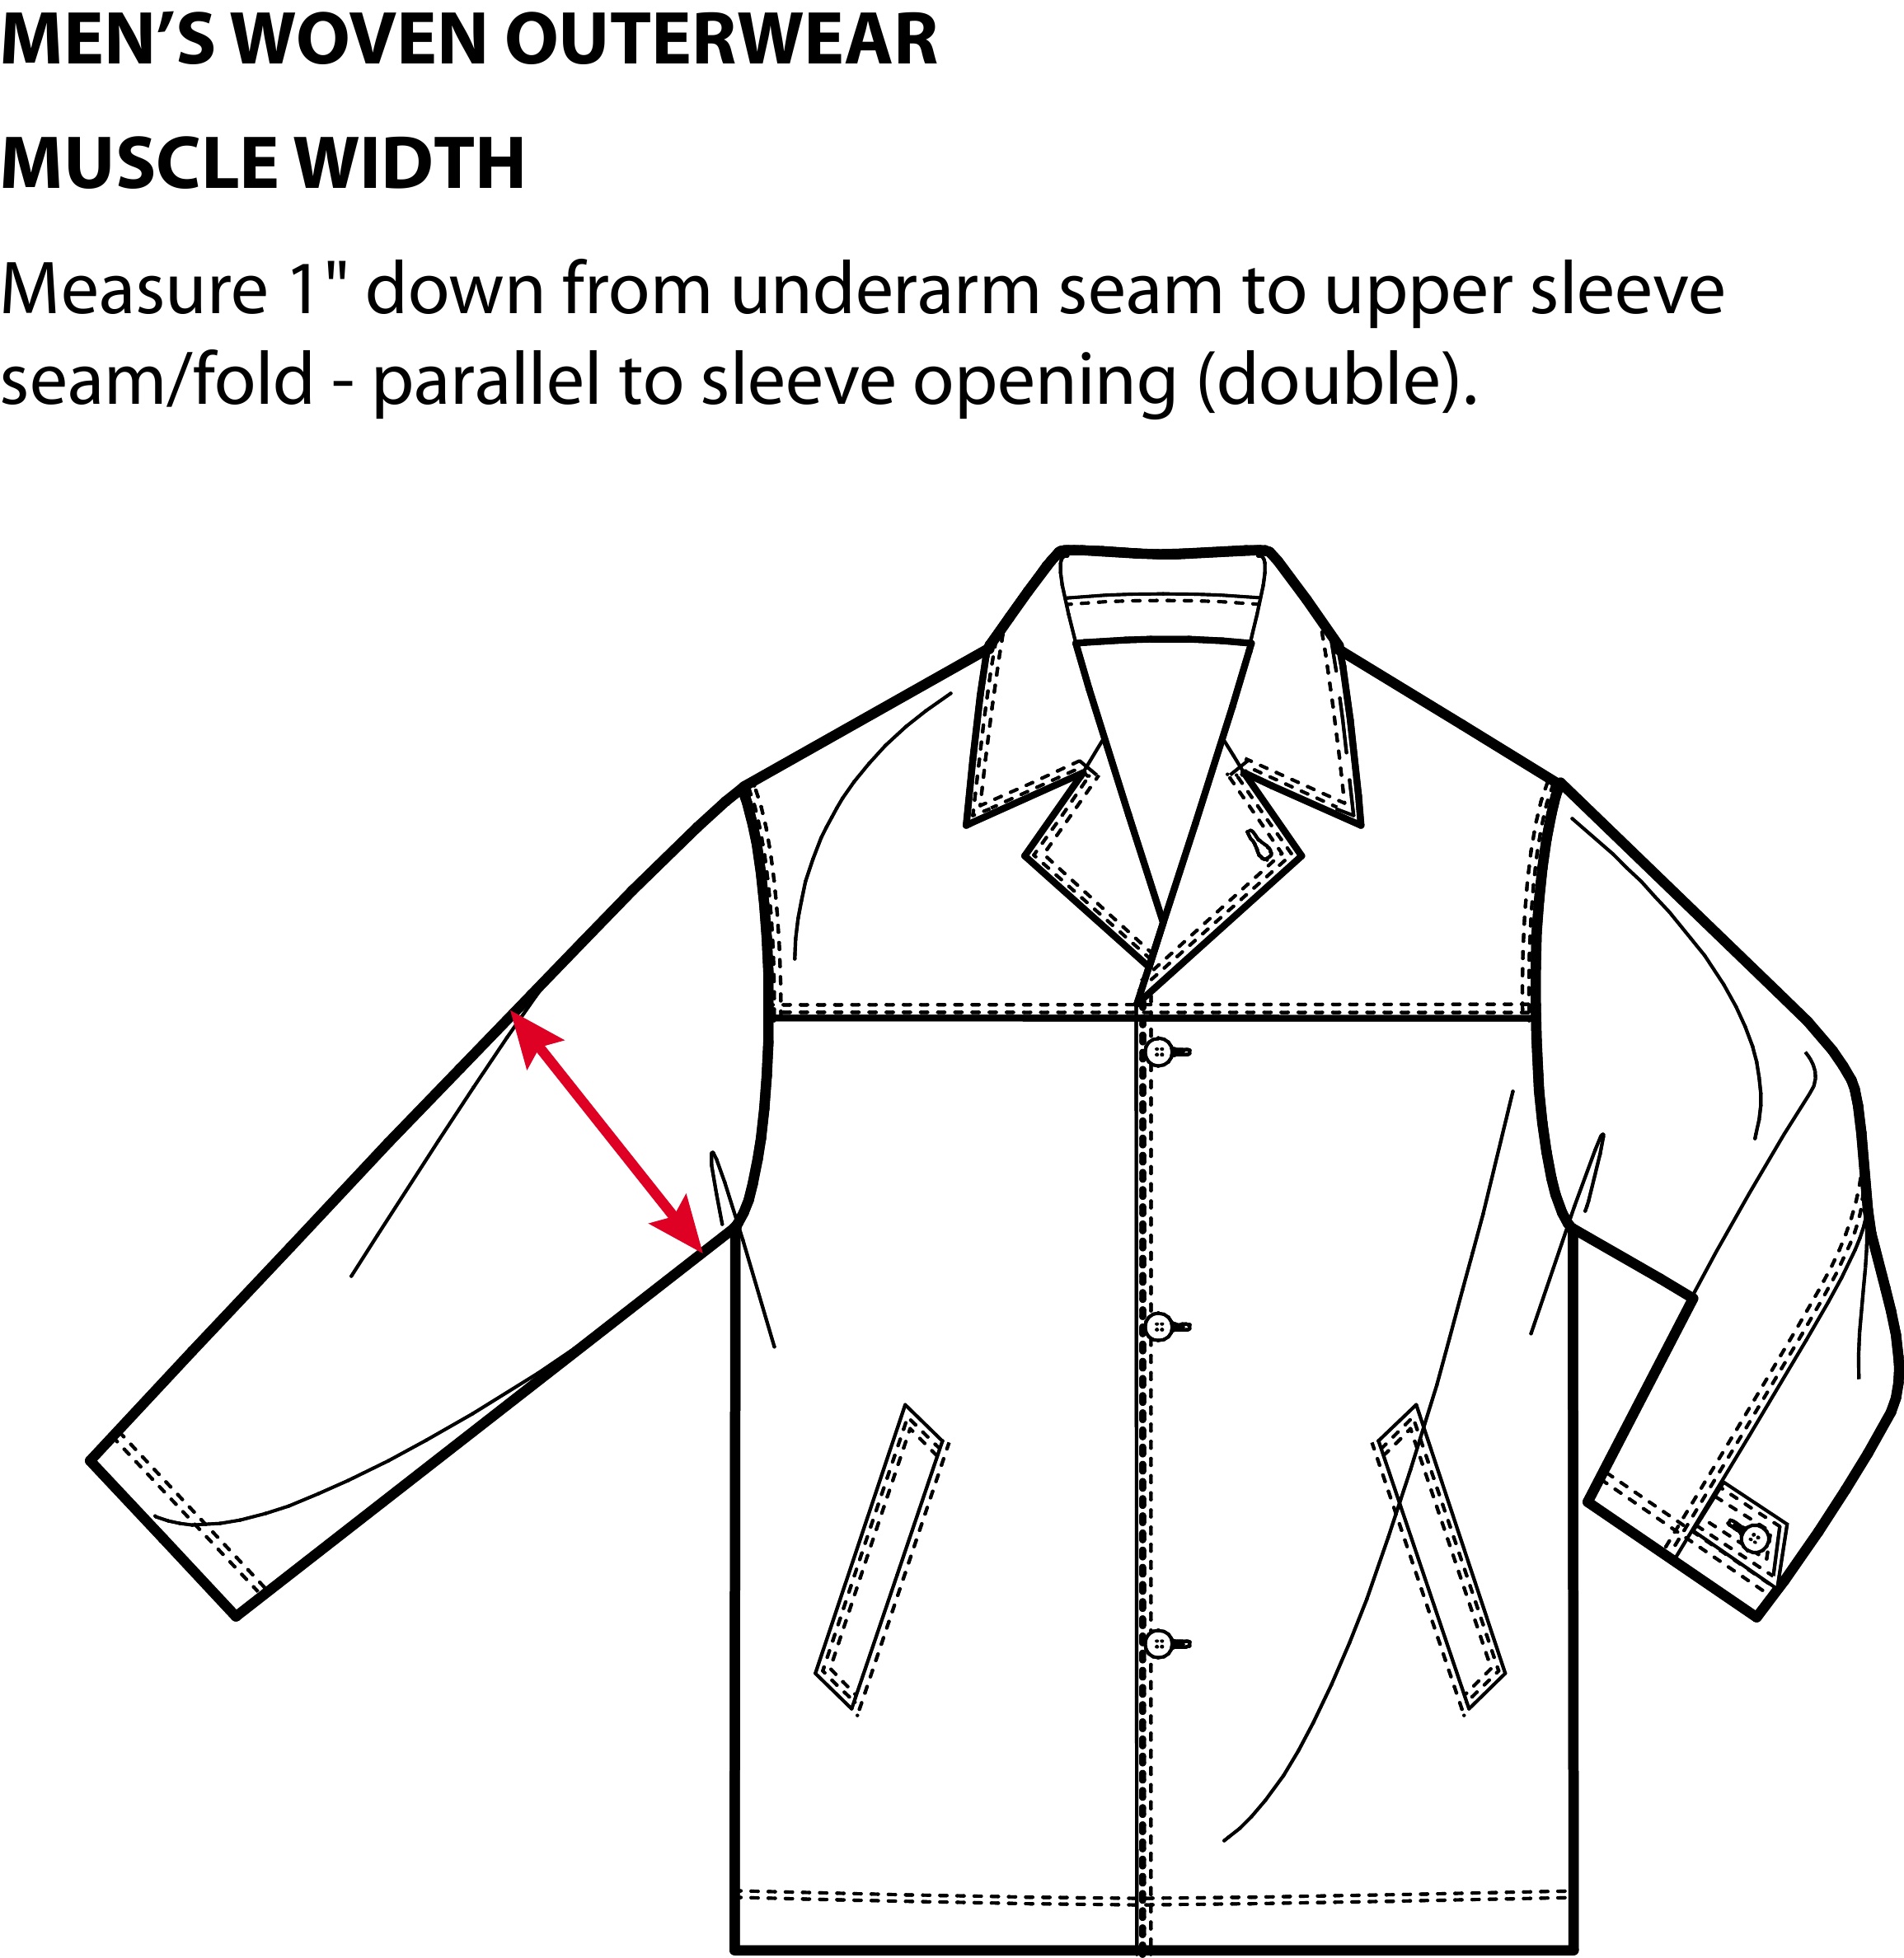 MEN’S WOVEN OUTERWEAR
MUSCLE WIDTH
Measure 1" down from underarm seam to upper sleeve
seam/fold - parallel to sleeve opening (double).